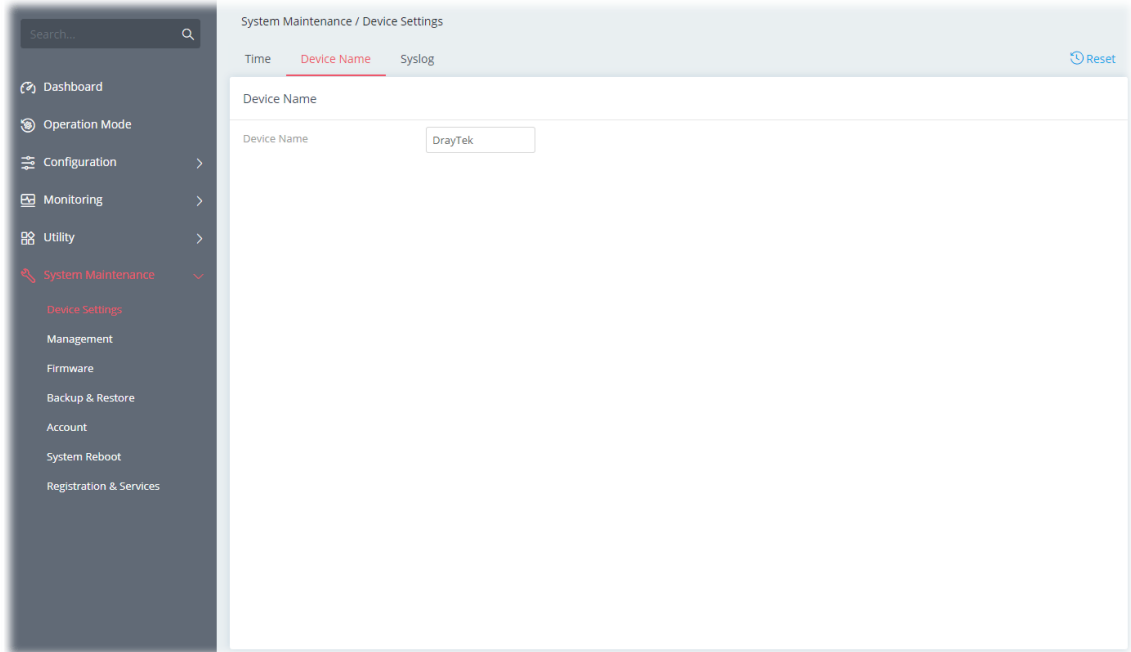 Search...
Dashboard
Operation Mode
Configuration
Monitoring
Utility
System Maintenance
Device Settings
Management
Firmware
Backup & Restore
Account
System Reboot
Registration & Services
System Maintenance / Device Settings
Time Device Name Syslog Reset
Device Name
Device Name DrayTek